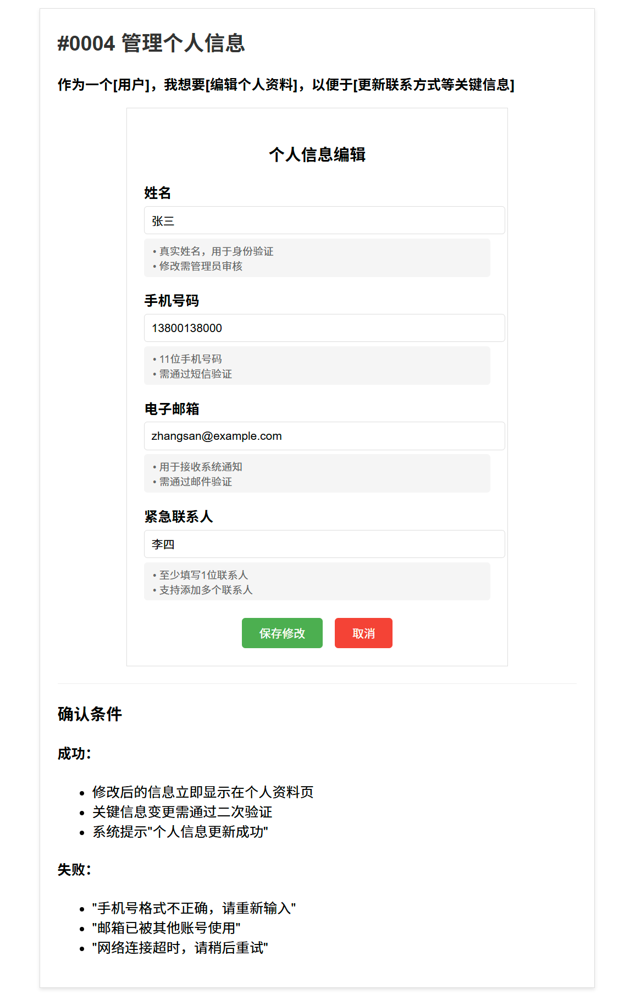 #0004 管理个人信息
作为一个[用户]，我想要[编辑个人资料]，以便于[更新联系方式等关键信息]
个人信息编辑
姓名
张三
• 真实姓名，用于身份验证
• 修改需管理员审核
手机号码
13800138000
• 11位手机号码
• 需通过短信验证
电子邮箱
zhangsan@example.com
• 用于接收系统通知
• 需通过邮件验证
紧急联系人
李四
• 至少填写1位联系人
• 支持添加多个联系人
保存修改 取消
确认条件
成功：
• 修改后的信息立即显示在个人资料页
• 关键信息变更需通过二次验证
• 系统提示"个人信息更新成功"
失败：
• "手机号格式不正确，请重新输入"
• "邮箱已被其他账号使用"
• "网络连接超时，请稍后重试"